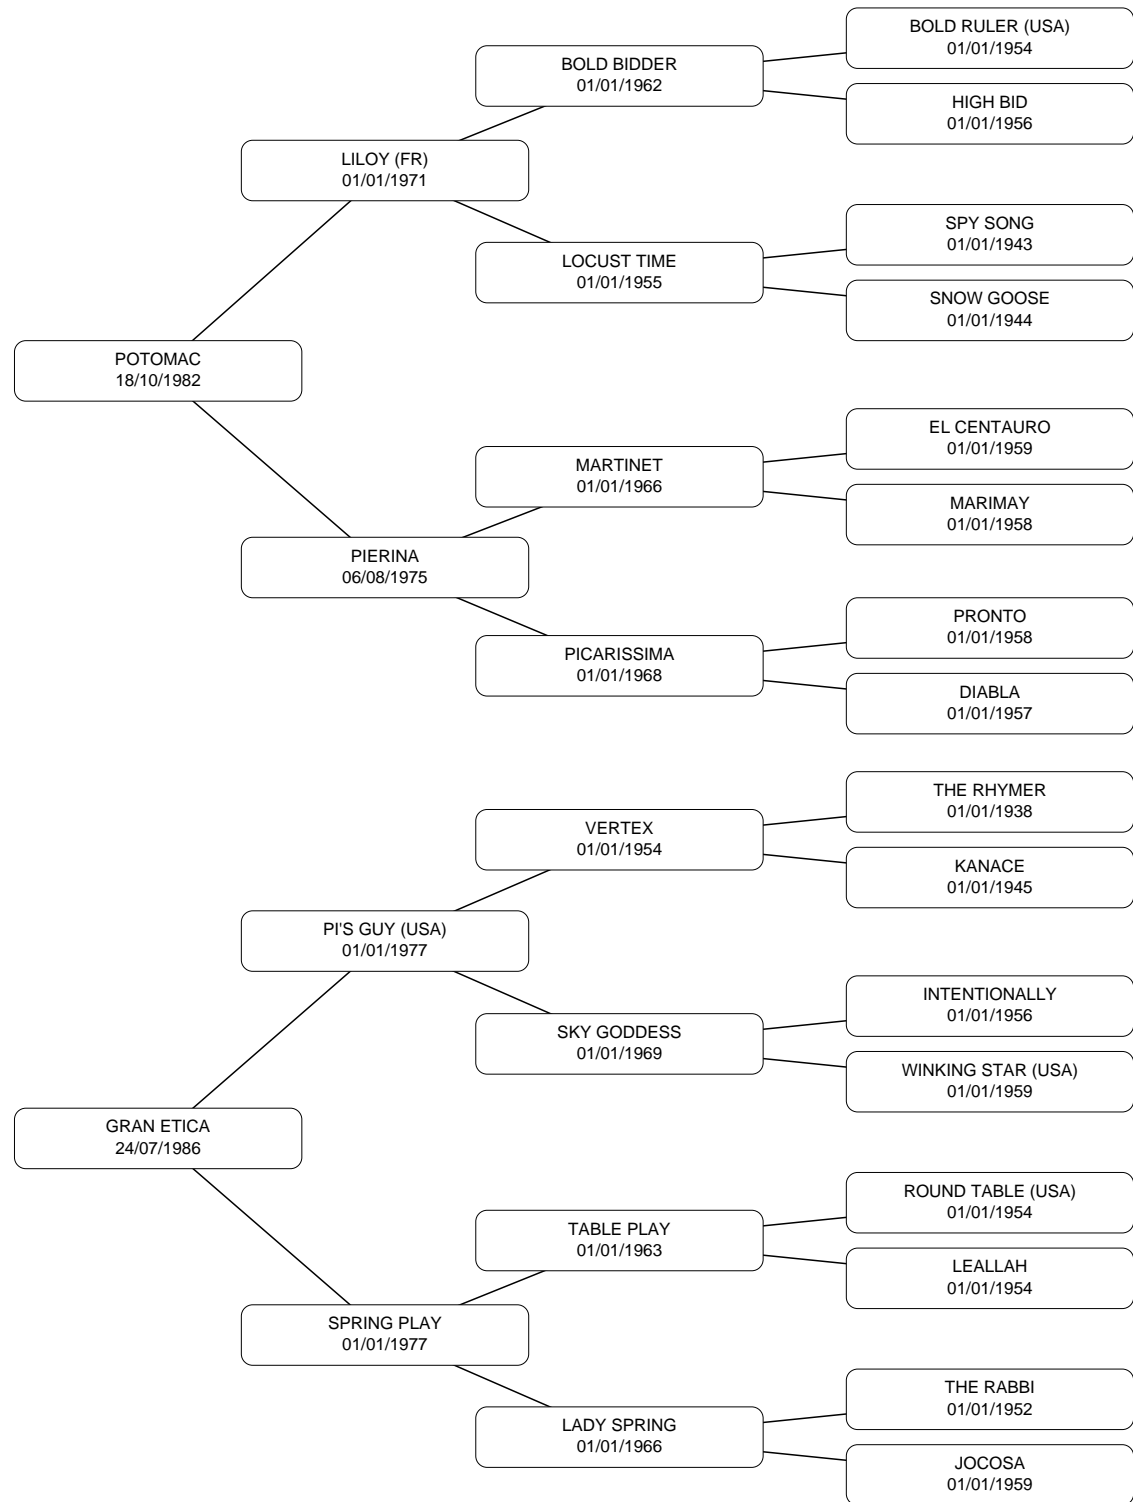 BOLD RULER (USA)
01/01/1954
BOLD BIDDER
01/01/1962
HIGH BID
01/01/1956
LILOY (FR)
01/01/1971
SPY SONG
01/01/1943
LOCUST TIME
01/01/1955
SNOW GOOSE
01/01/1944
POTOMAC
18/10/1982
EL CENTAURO
01/01/1959
MARTINET
01/01/1966
MARIMAY
01/01/1958
PIERINA
06/08/1975
PRONTO
01/01/1958
PICARISSIMA
01/01/1968
DIABLA
01/01/1957
THE RHYMER
01/01/1938
VERTEX
01/01/1954
KANACE
01/01/1945
PI'S GUY (USA)
01/01/1977
INTENTIONALLY
01/01/1956
SKY GODDESS
01/01/1969
WINKING STAR (USA)
01/01/1959
GRAN ETICA
24/07/1986
ROUND TABLE (USA)
01/01/1954
TABLE PLAY
01/01/1963
LEALLAH
01/01/1954
SPRING PLAY
01/01/1977
THE RABBI
01/01/1952
LADY SPRING
01/01/1966
JOCOSA
01/01/1959